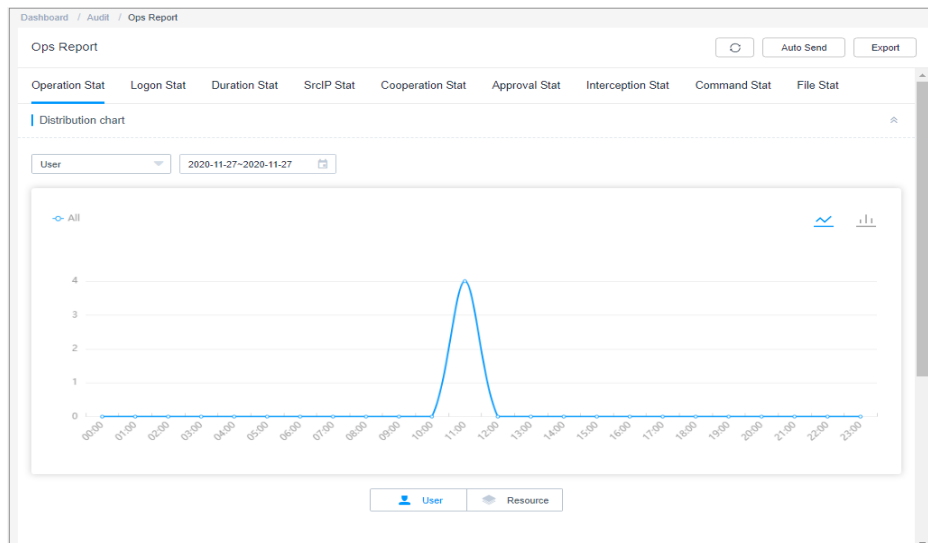 Dashboard / Audit / Ops Report
Ops Report Auto Send Export
Operation Stat Logon Stat Duration Stat SrcIP Stat Cooperation Stat Approval Stat Interception Stat Command Stat File Stat
Distribution chart
User 2020-11-27~2020-11-27
All
4
3
2
1
0
00:00 01:00 02:00 03:00 04:00 05:00 06:00 07:00 08:00 09:00 10:00 11:00 12:00 13:00 14:00 15:00 16:00 17:00 18:00 19:00 20:00 21:00 22:00 23:00
User Resource